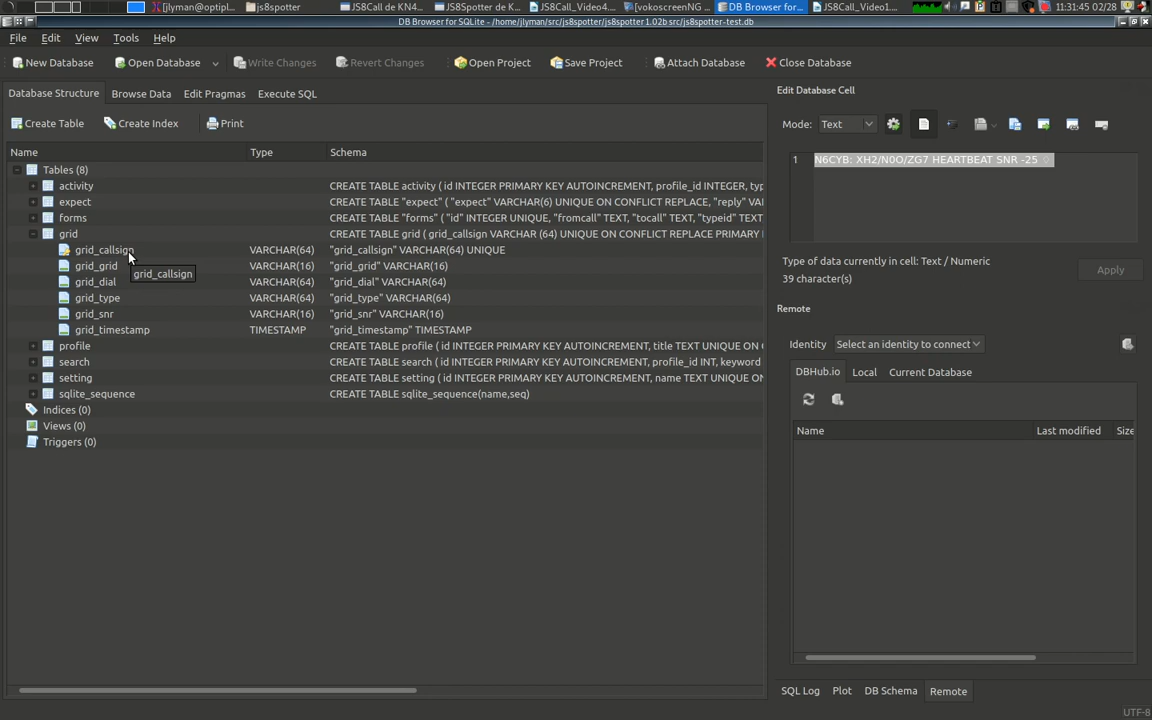 [jlyman@optipl...
js8spotter
JS8Call de KN4...
JS8Spotter de K...
JS8Call_Video4....
[vokoscreenNG ...
DB Browser for...
JS8Call_Video1....
11:31:45 02/28
DB Browser for SQLite - /home/jlyman/src/js8spotter/js8spotter 1.02b src/js8spotter-test.db
File Edit View Tools Help
New Database Open Database Write Changes Revert Changes Open Project Save Project Attach Database Close Database
Database Structure Browse Data Edit Pragmas Execute SQL
Create Table Create Index Print
Name Type Schema
Tables (8)
activity CREATE TABLE activity ( id INTEGER PRIMARY KEY AUTOINCREMENT, profile_id INTEGER, typ
expect CREATE TABLE "expect" ( "expect" VARCHAR(6) UNIQUE ON CONFLICT REPLACE, "reply" VAI
forms CREATE TABLE "forms" ( "id" INTEGER UNIQUE, "fromcall" TEXT, "tocall" TEXT, "typeid" TEXT
grid CREATE TABLE grid ( grid_callsign VARCHAR (64) UNIQUE ON CONFLICT REPLACE PRIMARY
grid_callsign VARCHAR(64) "grid_callsign" VARCHAR(64) UNIQUE
grid_grid VARCHAR(16) "grid_grid" VARCHAR(16)
grid_callsign
grid_dial VARCHAR(64) "grid_dial" VARCHAR(64)
grid_type VARCHAR(64) "grid_type" VARCHAR(64)
grid_snr VARCHAR(16) "grid_snr" VARCHAR(16)
grid_timestamp TIMESTAMP "grid_timestamp" TIMESTAMP
profile CREATE TABLE profile ( id INTEGER PRIMARY KEY AUTOINCREMENT, title TEXT UNIQUE ON
search CREATE TABLE search ( id INTEGER PRIMARY KEY AUTOINCREMENT, profile_id INT, keyword
setting CREATE TABLE setting ( id INTEGER PRIMARY KEY AUTOINCREMENT, name TEXT UNIQUE ON
sqlite_sequence CREATE TABLE sqlite_sequence(name,seq)
Indices (0)
Views (0)
Triggers (0)
Edit Database Cell
Mode: Text
1 N6CYB: XH2/N0O/ZG7 HEARTBEAT SNR -25
Type of data currently in cell: Text / Numeric
39 character(s)
Apply
Remote
Identity Select an identity to connect
DBHub.io Local Current Database
Name Last modified Size
SQL Log Plot DB Schema Remote
UTF-8